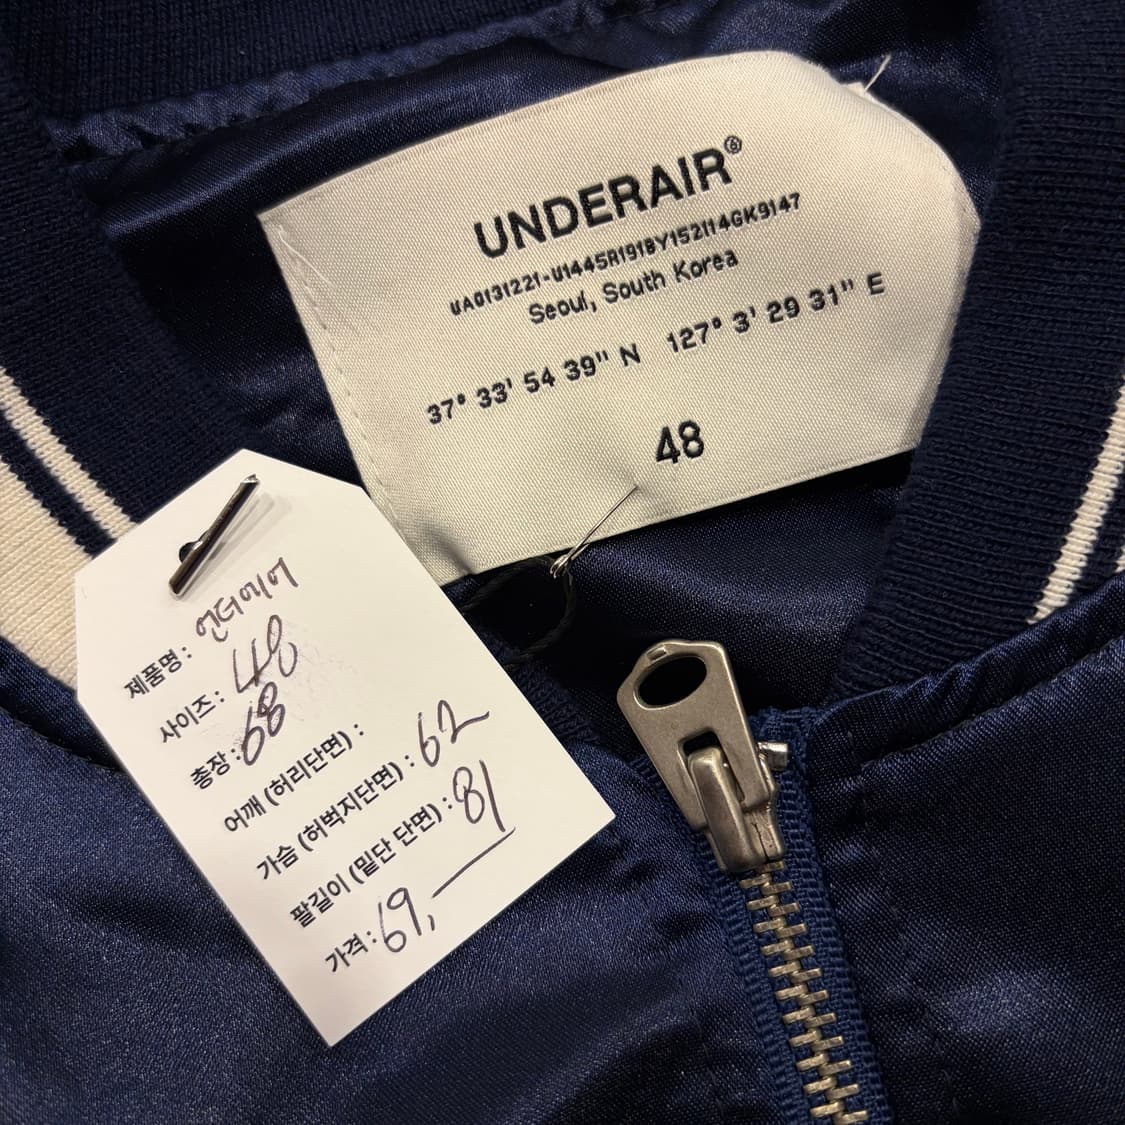 UNDERAIR®
UA0131221-U1445R1918Y152114GK9147
Seoul, South Korea
37° 33' 54 39" N 127° 3' 29 31" E
48
제품명 : 언더에어
사이즈 : 48
총장 : 68
어깨 (허리단면) :
가슴 (허벅지단면) : 62
팔길이 (밑단 단면) : 81
가격 : 69,—